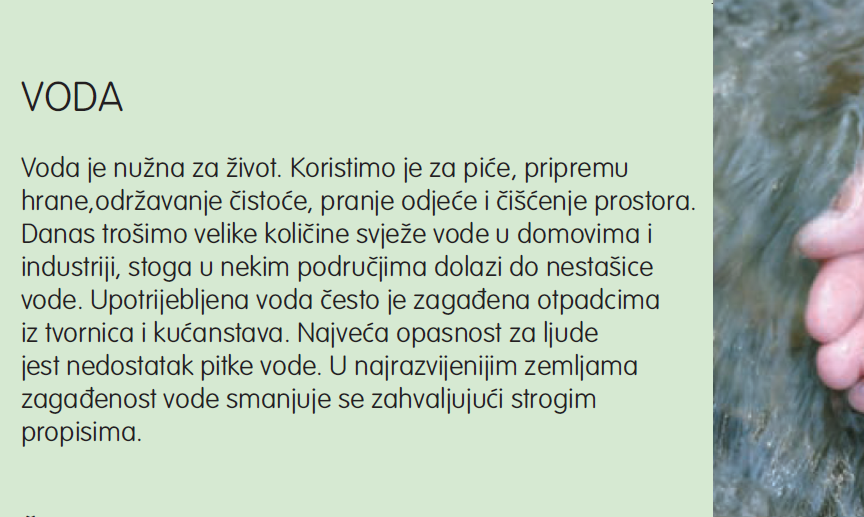 VODA
Voda je nužna za život. Koristimo je za piće, pripremu
hrane,održavanje čistoće, pranje odjeće i čišćenje prostora.
Danas trošimo velike količine svježe vode u domovima i
industriji, stoga u nekim područjima dolazi do nestašice
vode. Upotrijebljena voda često je zagađena otpadcima
iz tvornica i kućanstava. Najveća opasnost za ljude
jest nedostatak pitke vode. U najrazvijenijim zemljama
zagađenost vode smanjuje se zahvaljujući strogim
propisima.